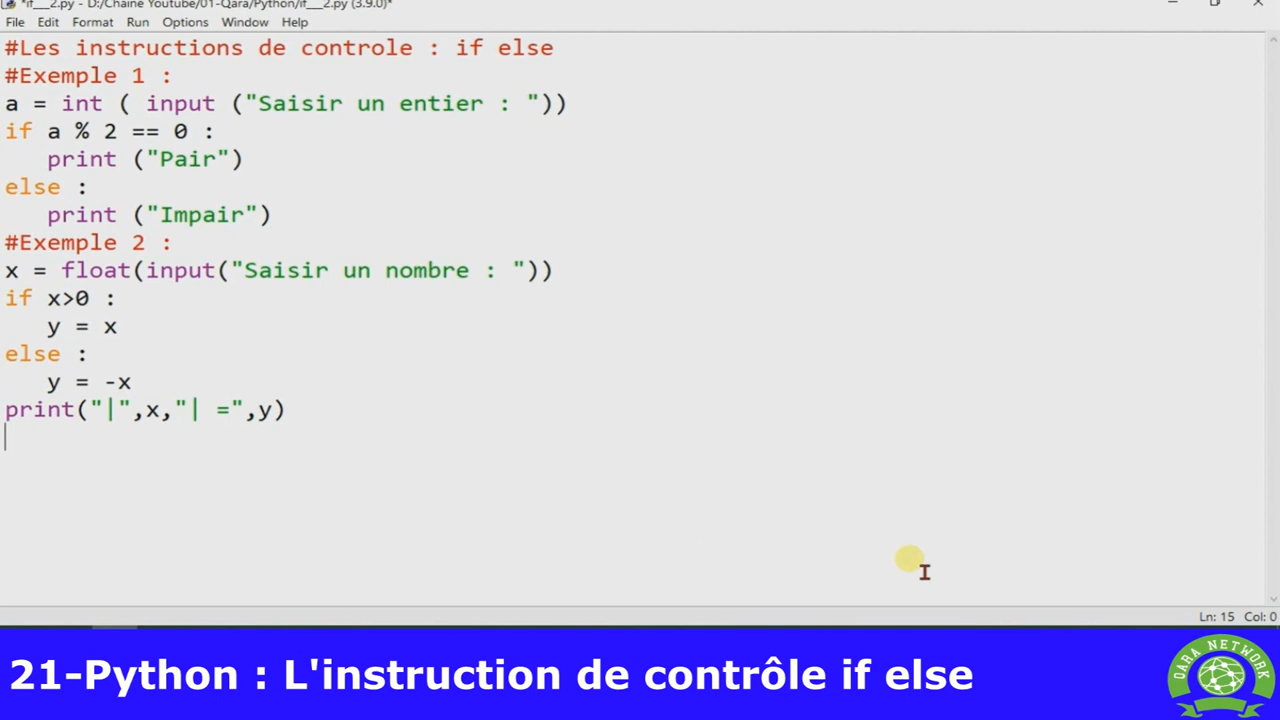 *if___2.py - D:/Chaine Youtube/01-Qara/Python/if___2.py (3.9.0)*
File Edit Format Run Options Window Help
#Les instructions de controle : if else
#Exemple 1 :
a = int ( input ("Saisir un entier : "))
if a % 2 == 0 :
   print ("Pair")
else :
   print ("Impair")
#Exemple 2 :
x = float(input("Saisir un nombre : "))
if x>0 :
   y = x
else :
   y = -x
print("|",x,"| =",y)
Ln: 15 Col: 0
21-Python : L'instruction de contrôle if else
QARA NETWORK